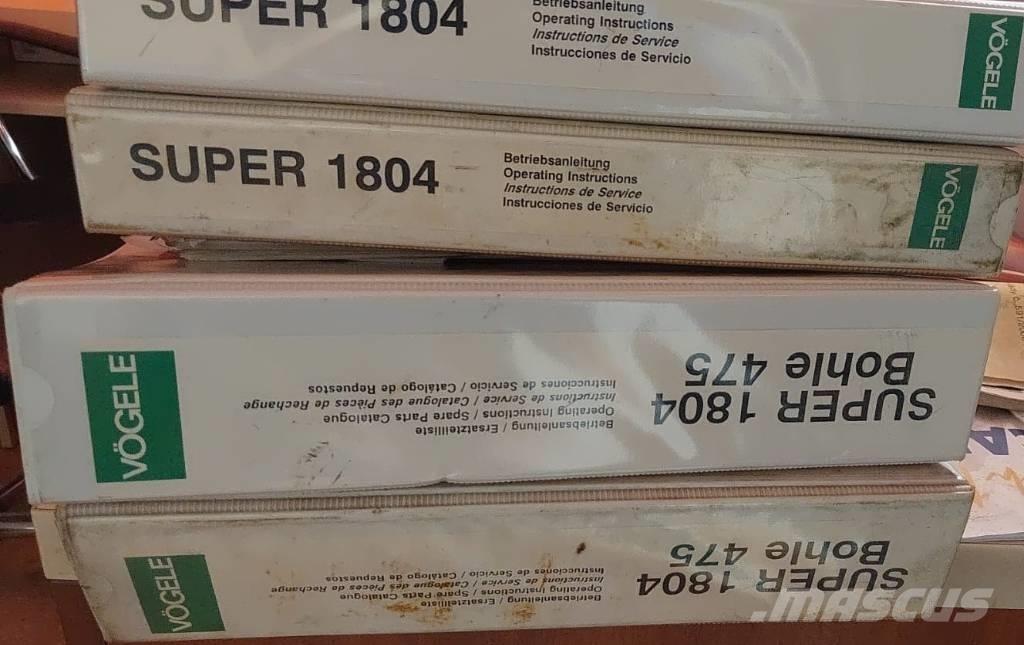 SUPER 1804
Betriebsanleitung
Operating Instructions
Instructions de Service
Instrucciones de Servicio
VÖGELE
SUPER 1804
Betriebsanleitung
Operating Instructions
Instructions de Service
Instrucciones de Servicio
VÖGELE
SUPER 1804
Bohle 475
Betriebsanleitung / Ersatzteilliste
Operating Instructions / Spare Parts Catalogue
Instructions de Service / Catalogue des Pièces de Rechange
Instrucciones de Servicio / Catálogo de Repuestos
VÖGELE
SUPER 1804
Bohle 475
Betriebsanleitung / Ersatzteilliste
Operating Instructions / Spare Parts Catalogue
Instructions de Service / Catalogue des Pièces de Rechange
Instrucciones de Servicio / Catálogo de Repuestos
VÖGELE
mascus